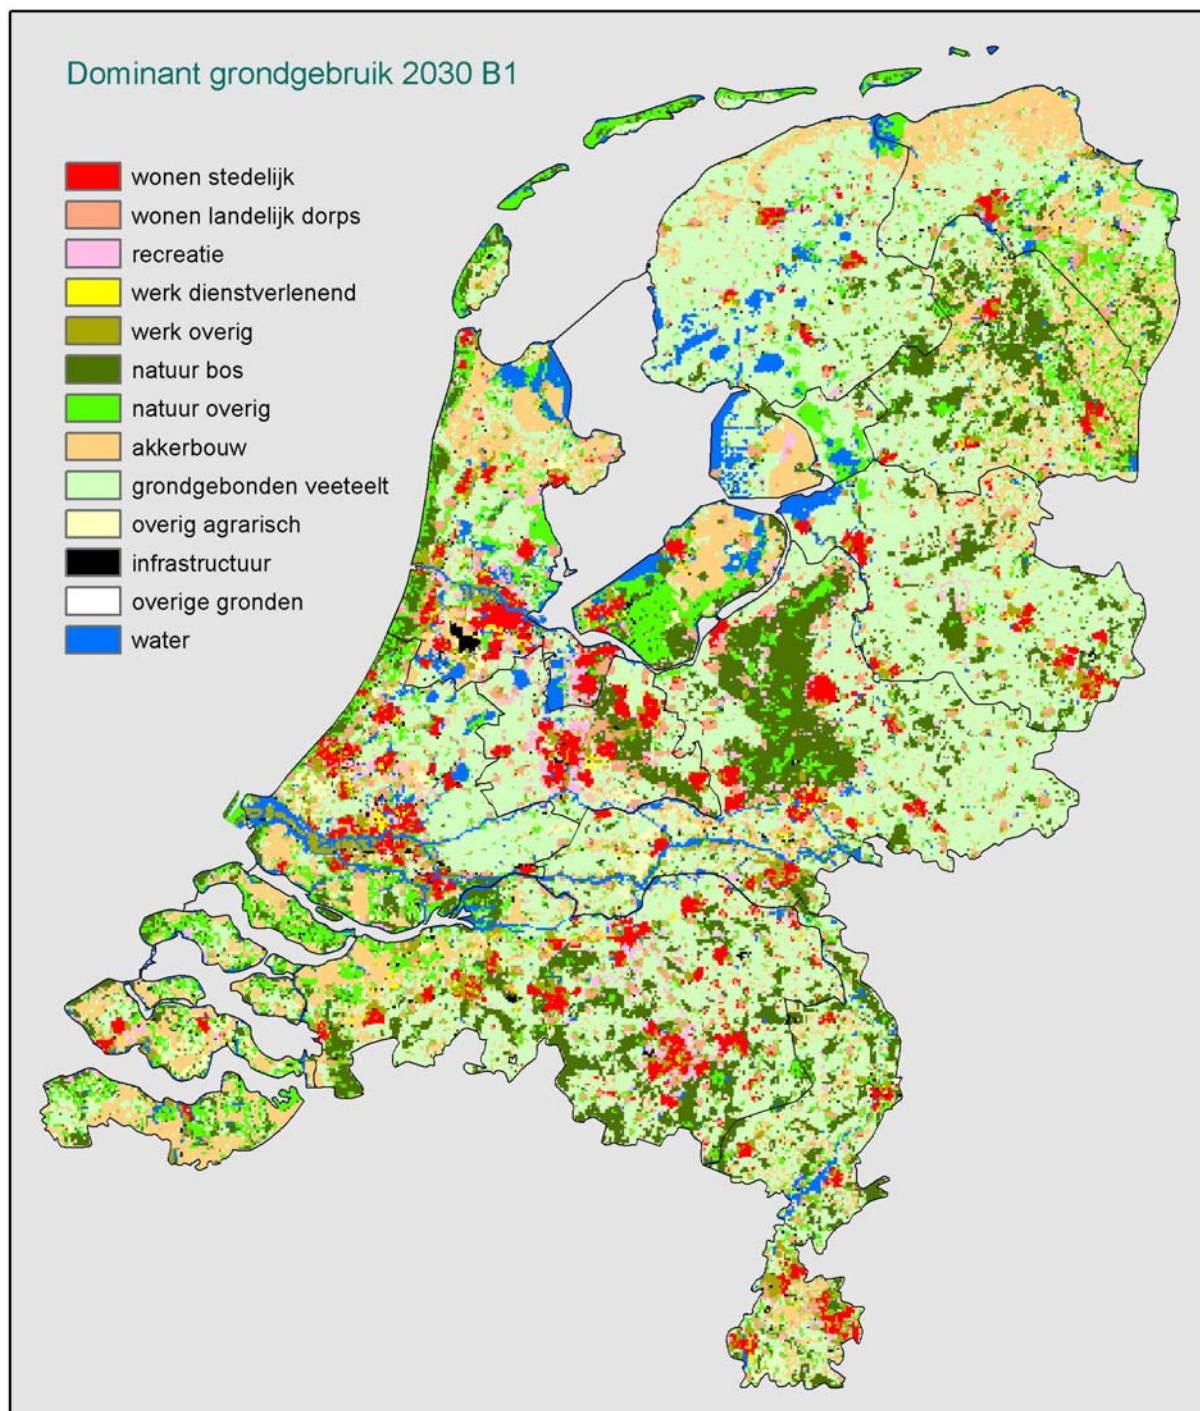 Dominant grondgebruik 2030 B1
wonen stedelijk
wonen landelijk dorps
recreatie
werk dienstverlenend
werk overig
natuur bos
natuur overig
akkerbouw
grondgebonden veeteelt
overig agrarisch
infrastructuur
overige gronden
water